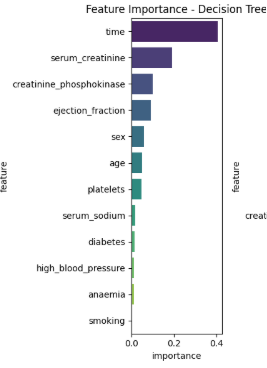 Feature Importance - Decision Tree
time
serum_creatinine
creatinine_phosphokinase
ejection_fraction
sex
age
platelets
serum_sodium
diabetes
high_blood_pressure
anaemia
smoking
feature
0.0 0.2 0.4
importance
feature